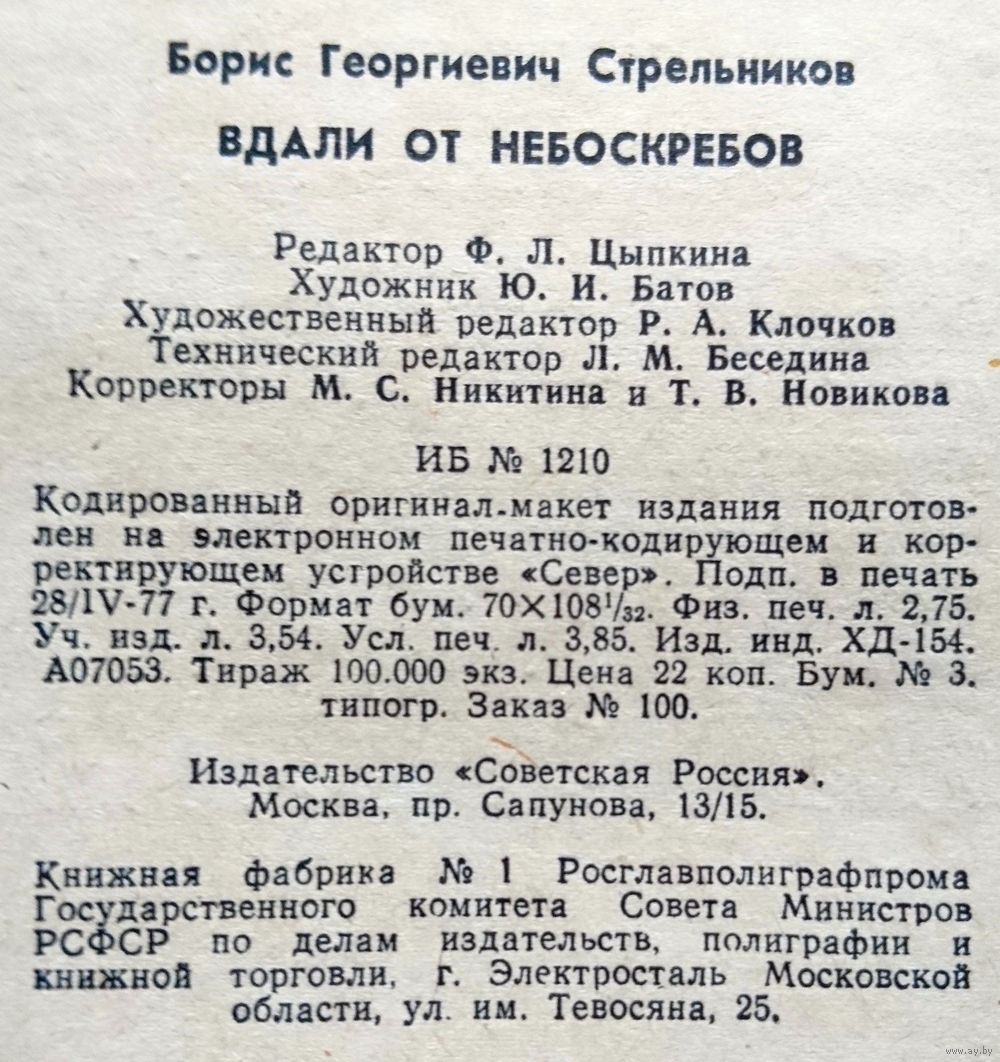 Борис Георгиевич Стрельников
ВДАЛИ ОТ НЕБОСКРЕБОВ
Редактор Ф. Л. Цыпкина
Художник Ю. И. Батов
Художественный редактор Р. А. Клочков
Технический редактор Л. М. Беседина
Корректоры М. С. Никитина и Т. В. Новикова
ИБ № 1210
Кодированный оригинал-макет издания подготов-
лен на электронном печатно-кодирующем и кор-
ректирующем устройстве «Север». Подп. в печать
28/IV-77 г. Формат бум. 70×108¹/₃₂. Физ. печ. л. 2,75.
Уч. изд. л. 3,54. Усл. печ. л. 3,85. Изд. инд. ХД-154.
А07053. Тираж 100.000 экз. Цена 22 коп. Бум. № 3.
типогр. Заказ № 100.
Издательство «Советская Россия».
Москва, пр. Сапунова, 13/15.
Книжная фабрика № 1 Росглавполиграфпрома
Государственного комитета Совета Министров
РСФСР по делам издательств, полиграфии и
книжной торговли, г. Электросталь Московской
области, ул. им. Тевосяна, 25.
www.ay.by